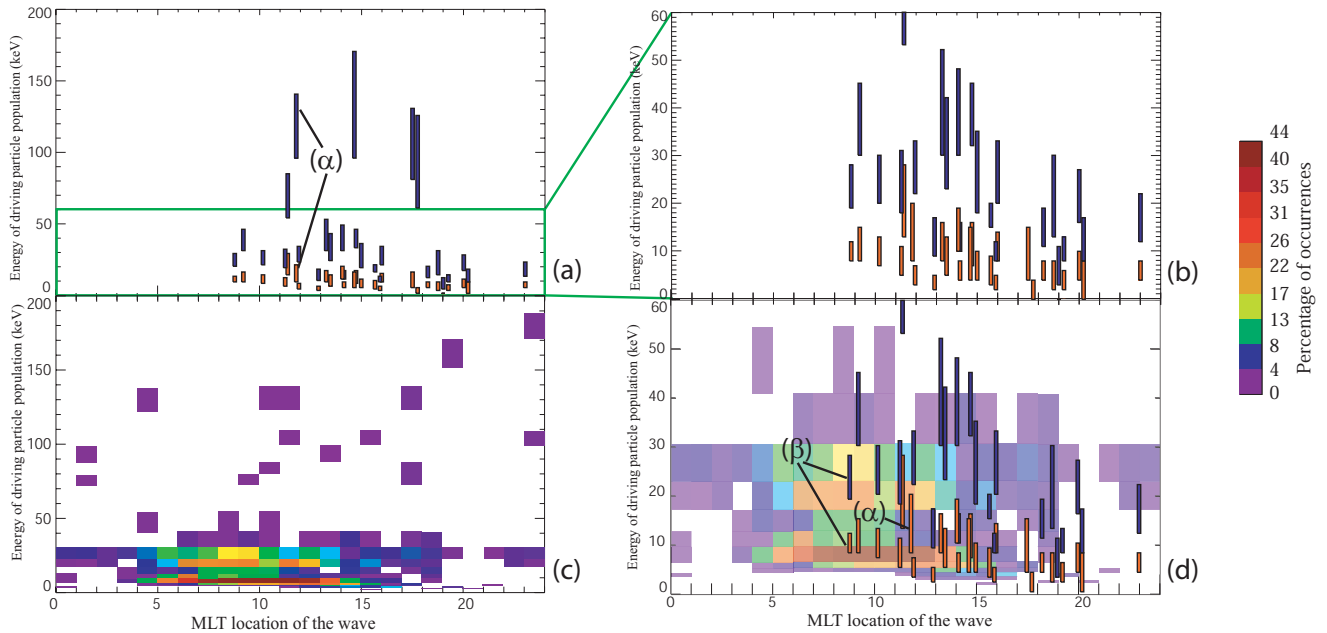 200
150
100
50
0
Energy of driving particle population (keV)
(α)
(a)
60
50
40
30
20
10
0
Energy of driving particle population (keV)
(b)
200
150
100
50
0
Energy of driving particle population (keV)
(c)
0 5 10 15 20
MLT location of the wave
60
50
40
30
20
10
0
Energy of driving particle population (keV)
(β)
(α)
(d)
0 5 10 15 20
MLT location of the wave
44
40
35
31
26
22
17
13
8
4
0
Percentage of occurrences